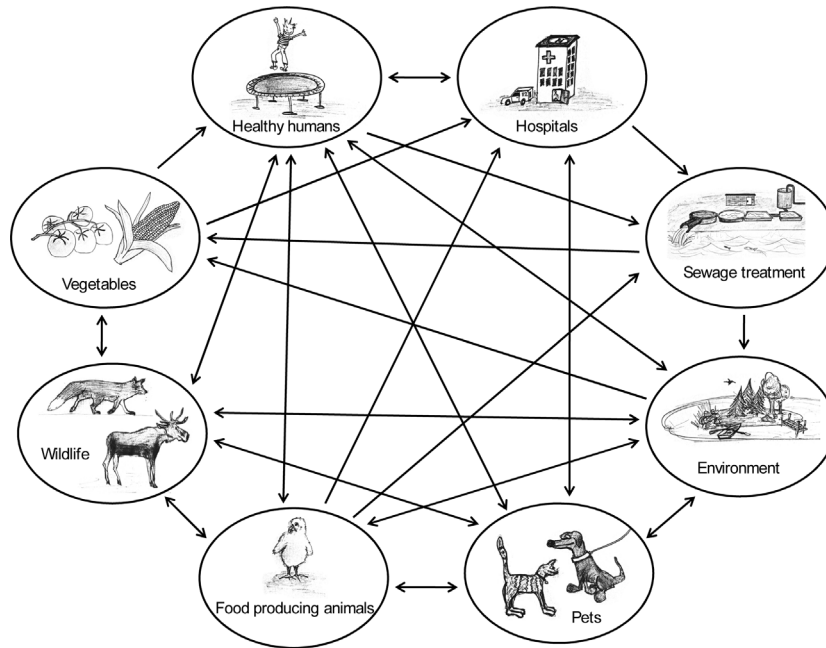 Healthy humans
Hospitals
Vegetables
Sewage treatment
Wildlife
Environment
Food producing animals
Pets